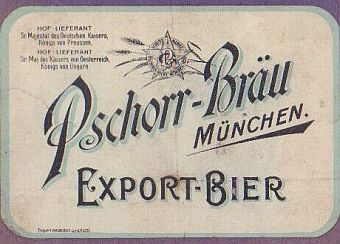 HOF-LIEFERANT
Sr. Majestät des Deutschen Kaisers,
Königs von Preussen.
HOF-LIEFERANT
Sr. Maj. des Kaisers von Oesterreich,
Königs von Ungarn.
Pschorr-Bräu
MÜNCHEN.
EXPORT-BIER